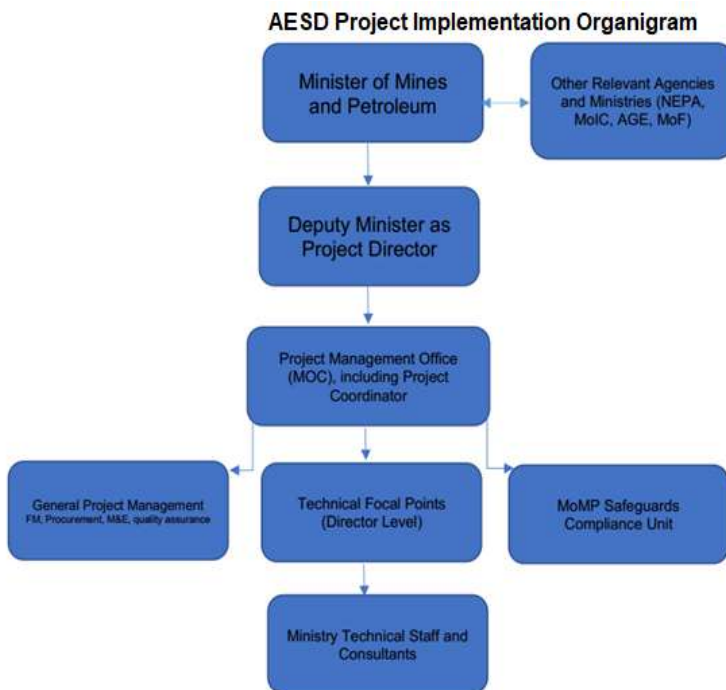 AESD Project Implementation Organigram
Minister of Mines
and Petroleum
Other Relevant Agencies
and Ministries (NEPA,
MoIC, AGE, MoF)
Deputy Minister as
Project Director
Project Management Office
(MOC), including Project
Coordinator
General Project Management
FM, Procurement, M&E, quality assurance
Technical Focal Points
(Director Level)
MoMP Safeguards
Compliance Unit
Ministry Technical Staff and
Consultants